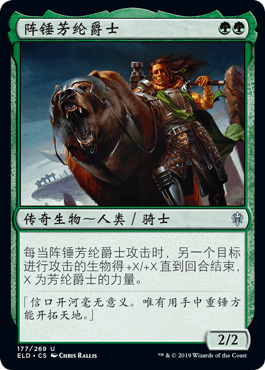 阵锤芳纶爵士
传奇生物～人类／骑士
每当阵锤芳纶爵士攻击时，另一个目标
进行攻击的生物得+X/+X直到回合结束，
X为芳纶爵士的力量。
「信口开河毫无意义。唯有用手中重锤方
能开拓天地。」
2/2
177/269 U
ELD • CS CHRIS RALLIS
™ & © 2019 Wizards of the Coast